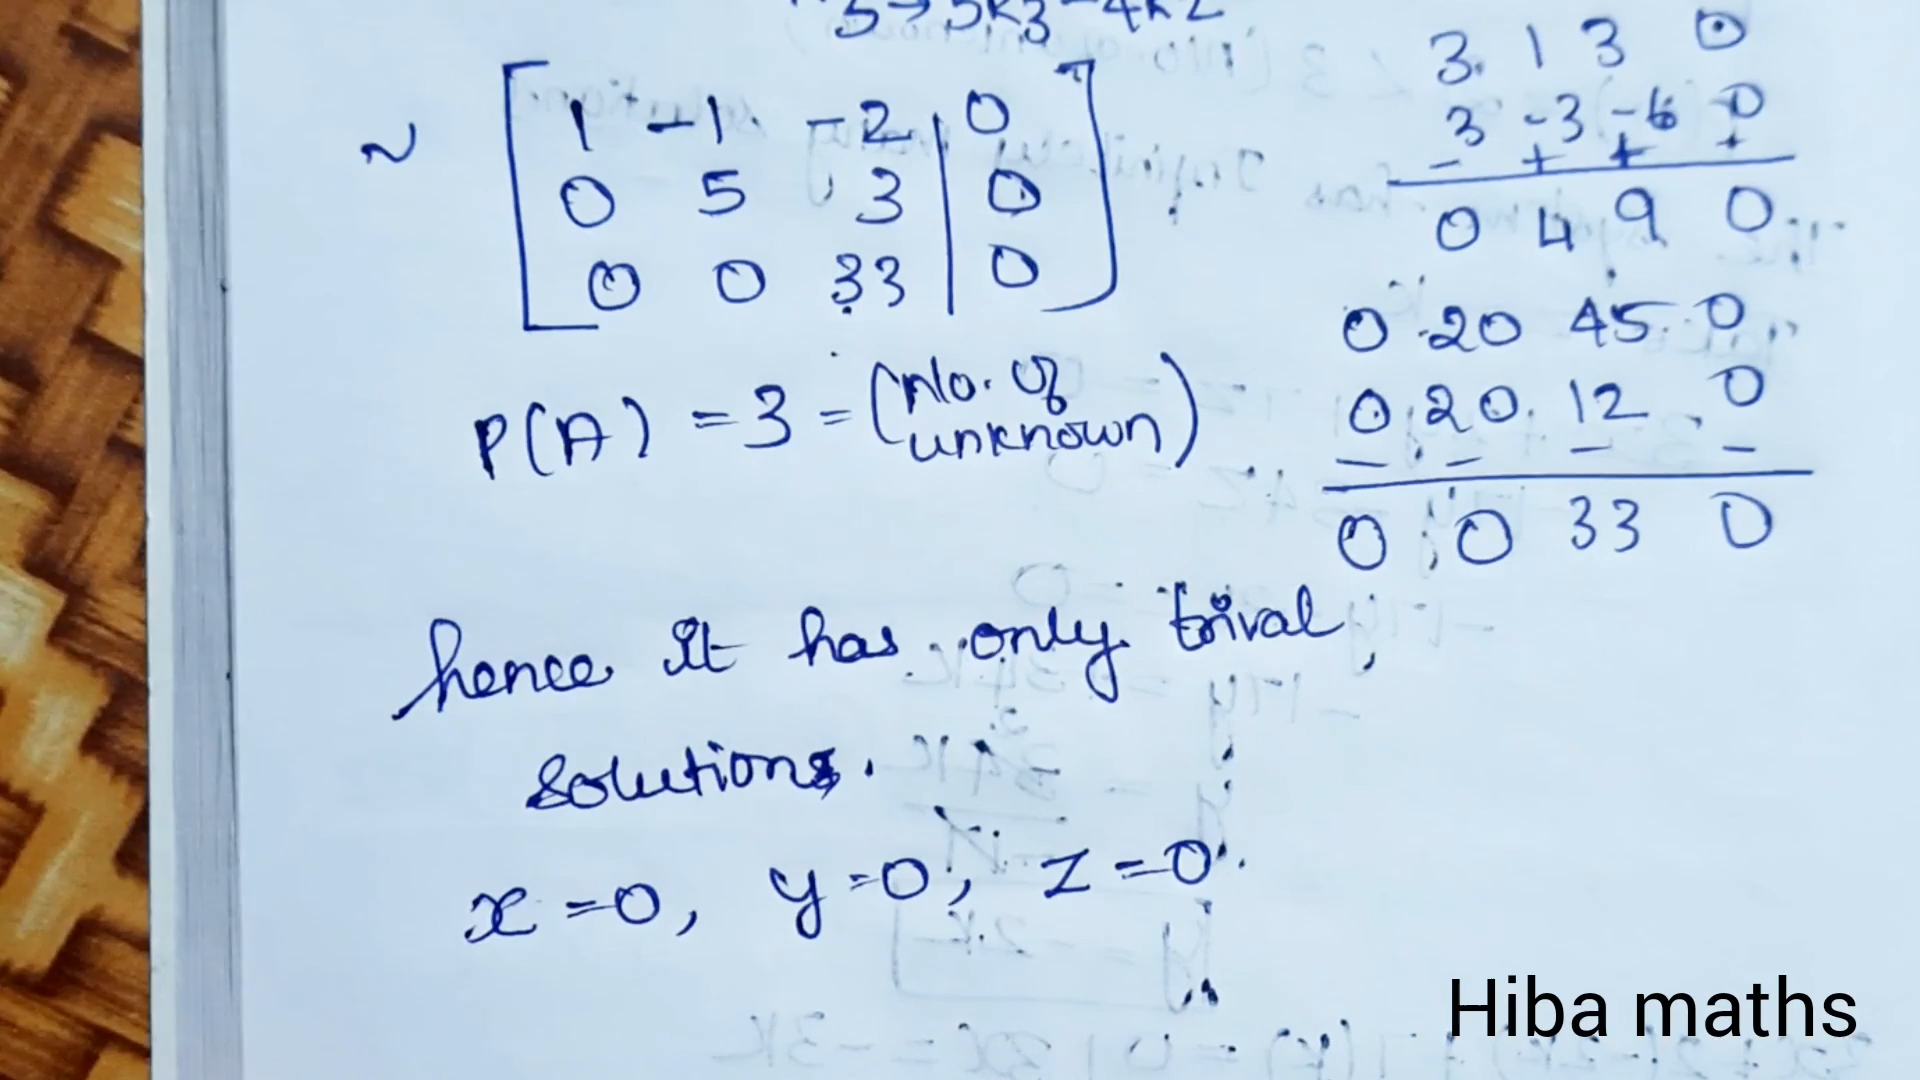 ~ [ 1 -1 -2 | 0
0 5 3 | 0
0 0 33 | 0 ]
P(A) = 3 = (No. of
unknown)
hence it has only trival
solutions.
x=0, y=0, z=0.
3 1 3 0
3 -3 -6 0
- + + +
0 4 9 0
0 20 45 0
0 20 12 0
- - - -
0 0 33 0
Hiba maths